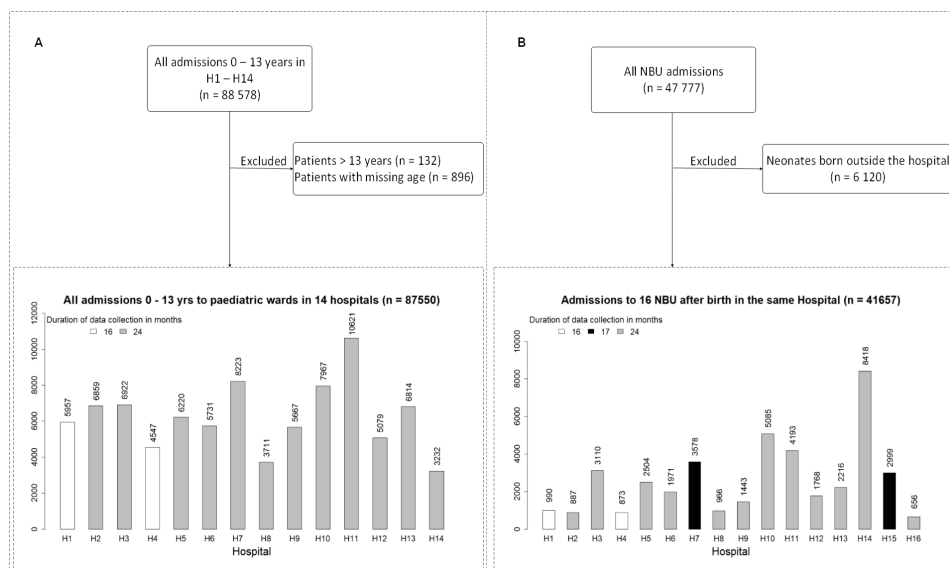 A
All admissions 0 – 13 years in
H1 – H14
(n = 88 578)
Excluded
Patients > 13 years (n = 132)
Patients with missing age (n = 896)
All admissions 0 - 13 yrs to paediatric wards in 14 hospitals (n = 87550)
Duration of data collection in months
16 24
0 2000 4000 6000 8000 10000 12000
5957 6859 6922 4547 6220 5731 8223 3711 5667 7967 10621 5079 6814 3232
H1 H2 H3 H4 H5 H6 H7 H8 H9 H10 H11 H12 H13 H14
Hospital
B
All NBU admissions
(n = 47 777)
Excluded
Neonates born outside the hospital
(n = 6 120)
Admissions to 16 NBU after birth in the same Hospital (n = 41657)
Duration of data collection in months
16 17 24
0 2000 4000 6000 8000 10000
990 887 3110 873 2504 1971 3578 966 1443 5085 4193 1768 2216 8418 2999 656
H1 H2 H3 H4 H5 H6 H7 H8 H9 H10 H11 H12 H13 H14 H15 H16
Hospital